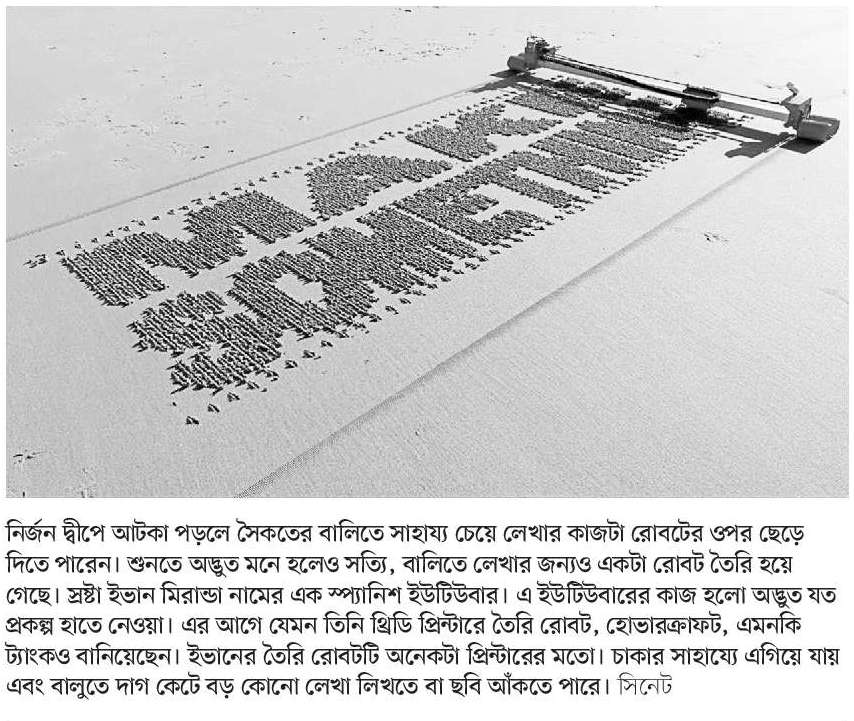 MAKE
SOMETHIN
নির্জন দ্বীপে আটকা পড়লে সৈকতের বালিতে সাহায্য চেয়ে লেখার কাজটা রোবটের ওপর ছেড়ে
দিতে পারেন। শুনতে অদ্ভুত মনে হলেও সত্যি, বালিতে লেখার জন্যও একটা রোবট তৈরি হয়ে
গেছে। স্রষ্টা ইভান মিরান্ডা নামের এক স্প্যানিশ ইউটিউবার। এ ইউটিউবারের কাজ হলো অদ্ভুত যত
প্রকল্প হাতে নেওয়া। এর আগে যেমন তিনি থ্রিডি প্রিন্টারে তৈরি রোবট, হোভারক্রাফট, এমনকি
ট্যাংকও বানিয়েছেন। ইভানের তৈরি রোবটটি অনেকটা প্রিন্টারের মতো। চাকার সাহায্যে এগিয়ে যায়
এবং বালুতে দাগ কেটে বড় কোনো লেখা লিখতে বা ছবি আঁকতে পারে। সিনেট